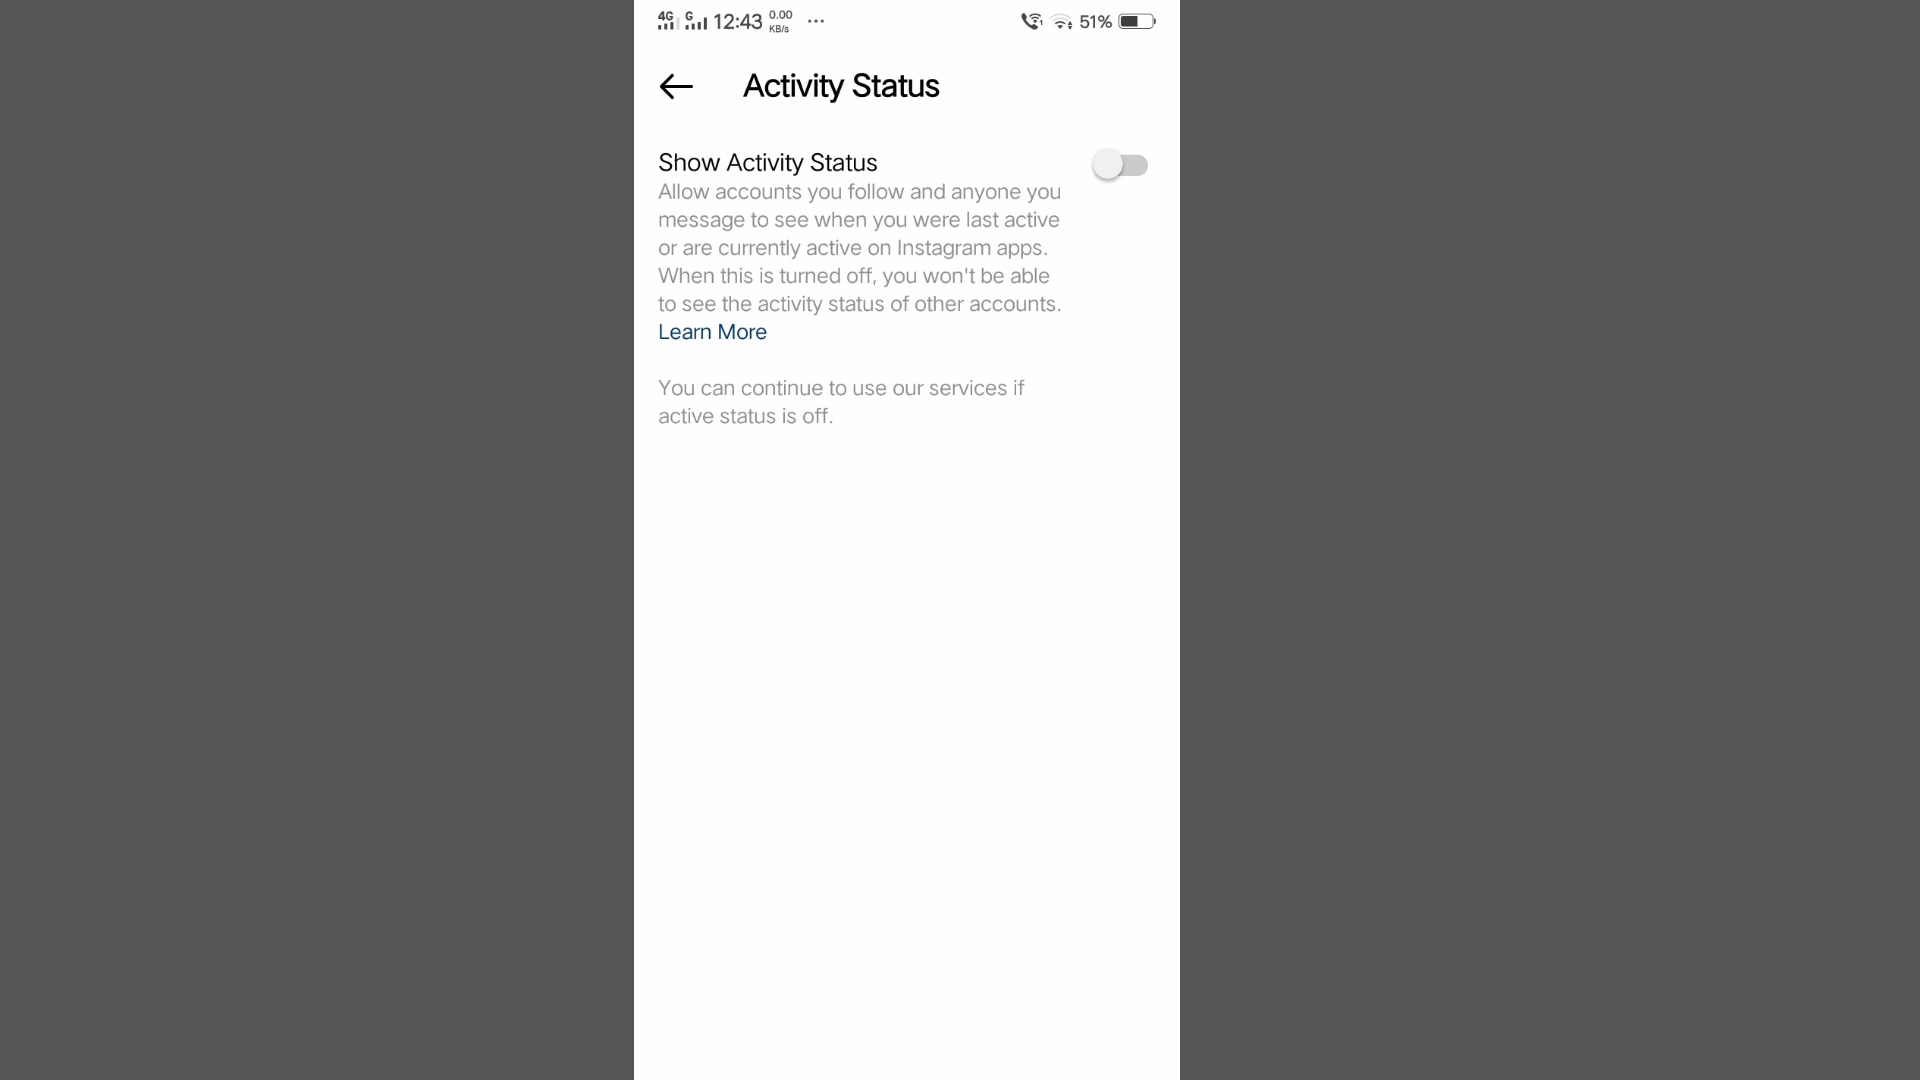 4G G 12:43 0.00 KB/s ... 51%
Activity Status
Show Activity Status
Allow accounts you follow and anyone you
message to see when you were last active
or are currently active on Instagram apps.
When this is turned off, you won't be able
to see the activity status of other accounts.
Learn More
You can continue to use our services if
active status is off.